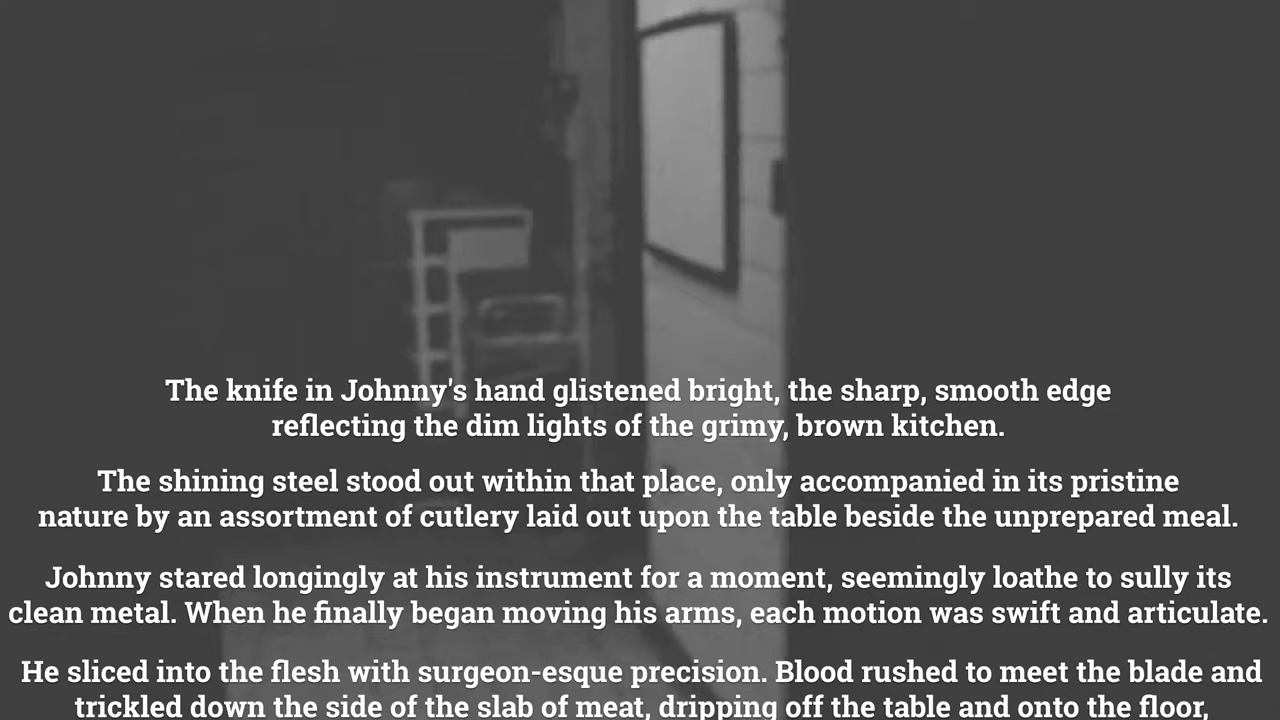 The knife in Johnny's hand glistened bright, the sharp, smooth edge
reflecting the dim lights of the grimy, brown kitchen.
The shining steel stood out within that place, only accompanied in its pristine
nature by an assortment of cutlery laid out upon the table beside the unprepared meal.
Johnny stared longingly at his instrument for a moment, seemingly loathe to sully its
clean metal. When he finally began moving his arms, each motion was swift and articulate.
He sliced into the flesh with surgeon-esque precision. Blood rushed to meet the blade and
trickled down the side of the slab of meat, dripping off the table and onto the floor,